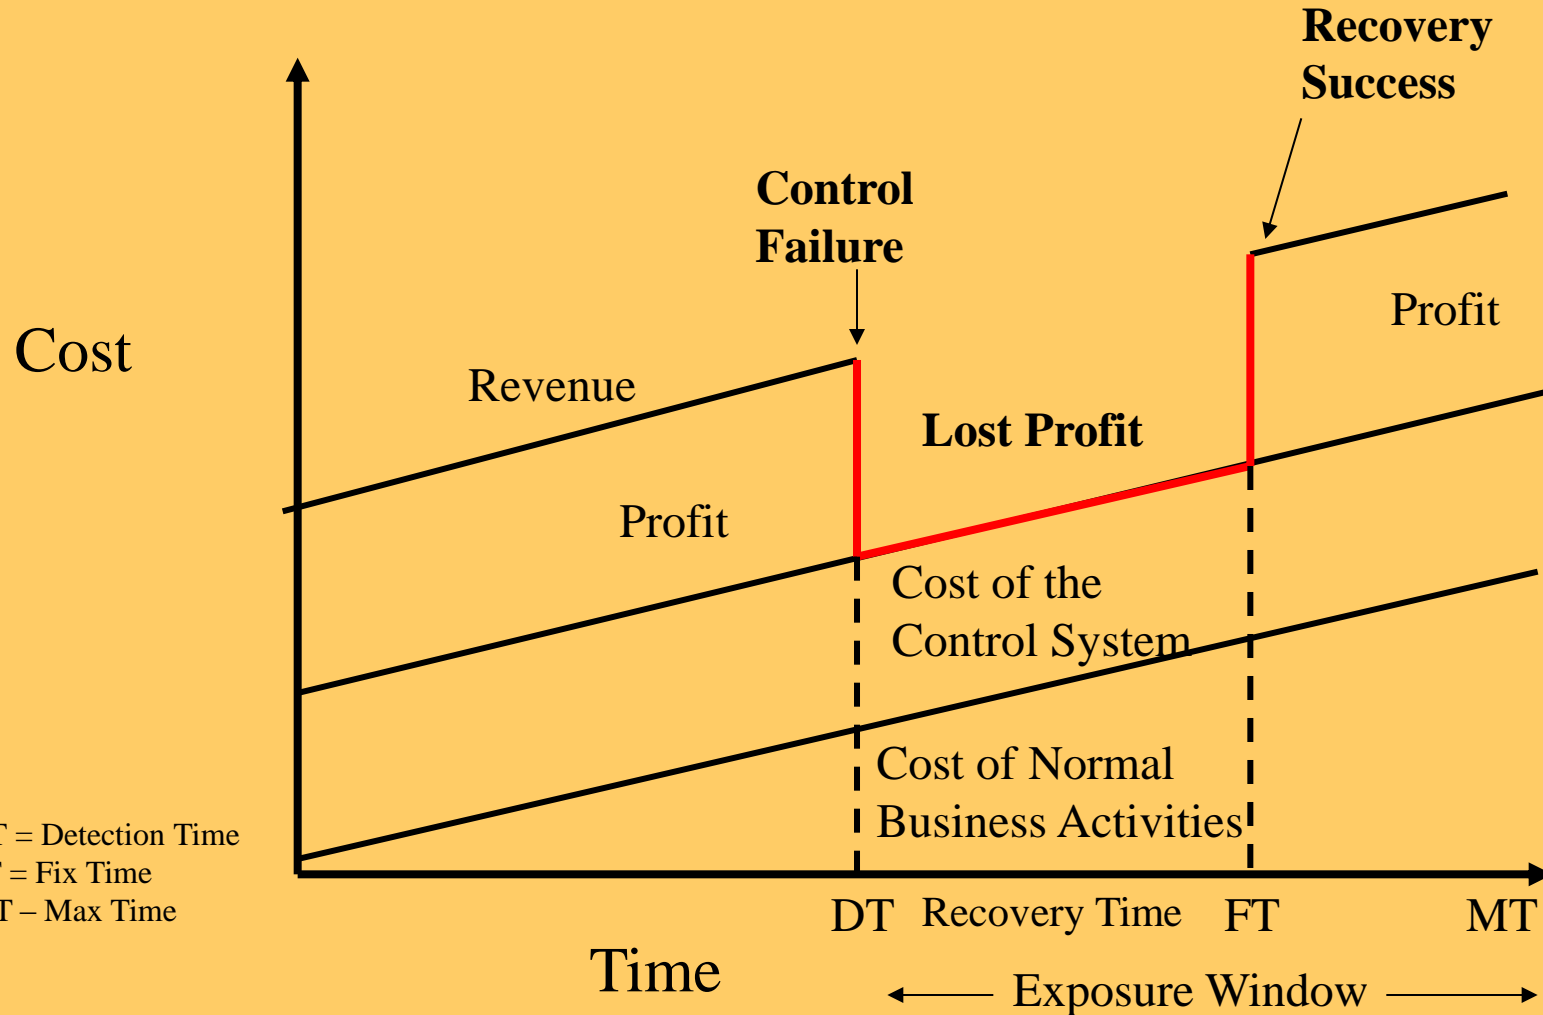 Recovery
Success
Control
Failure
Profit
Cost
Revenue
Lost Profit
Profit
Cost of the
Control System
Cost of Normal
Business Activities
T = Detection Time
= Fix Time
T – Max Time
DT Recovery Time FT MT
Time
Exposure Window